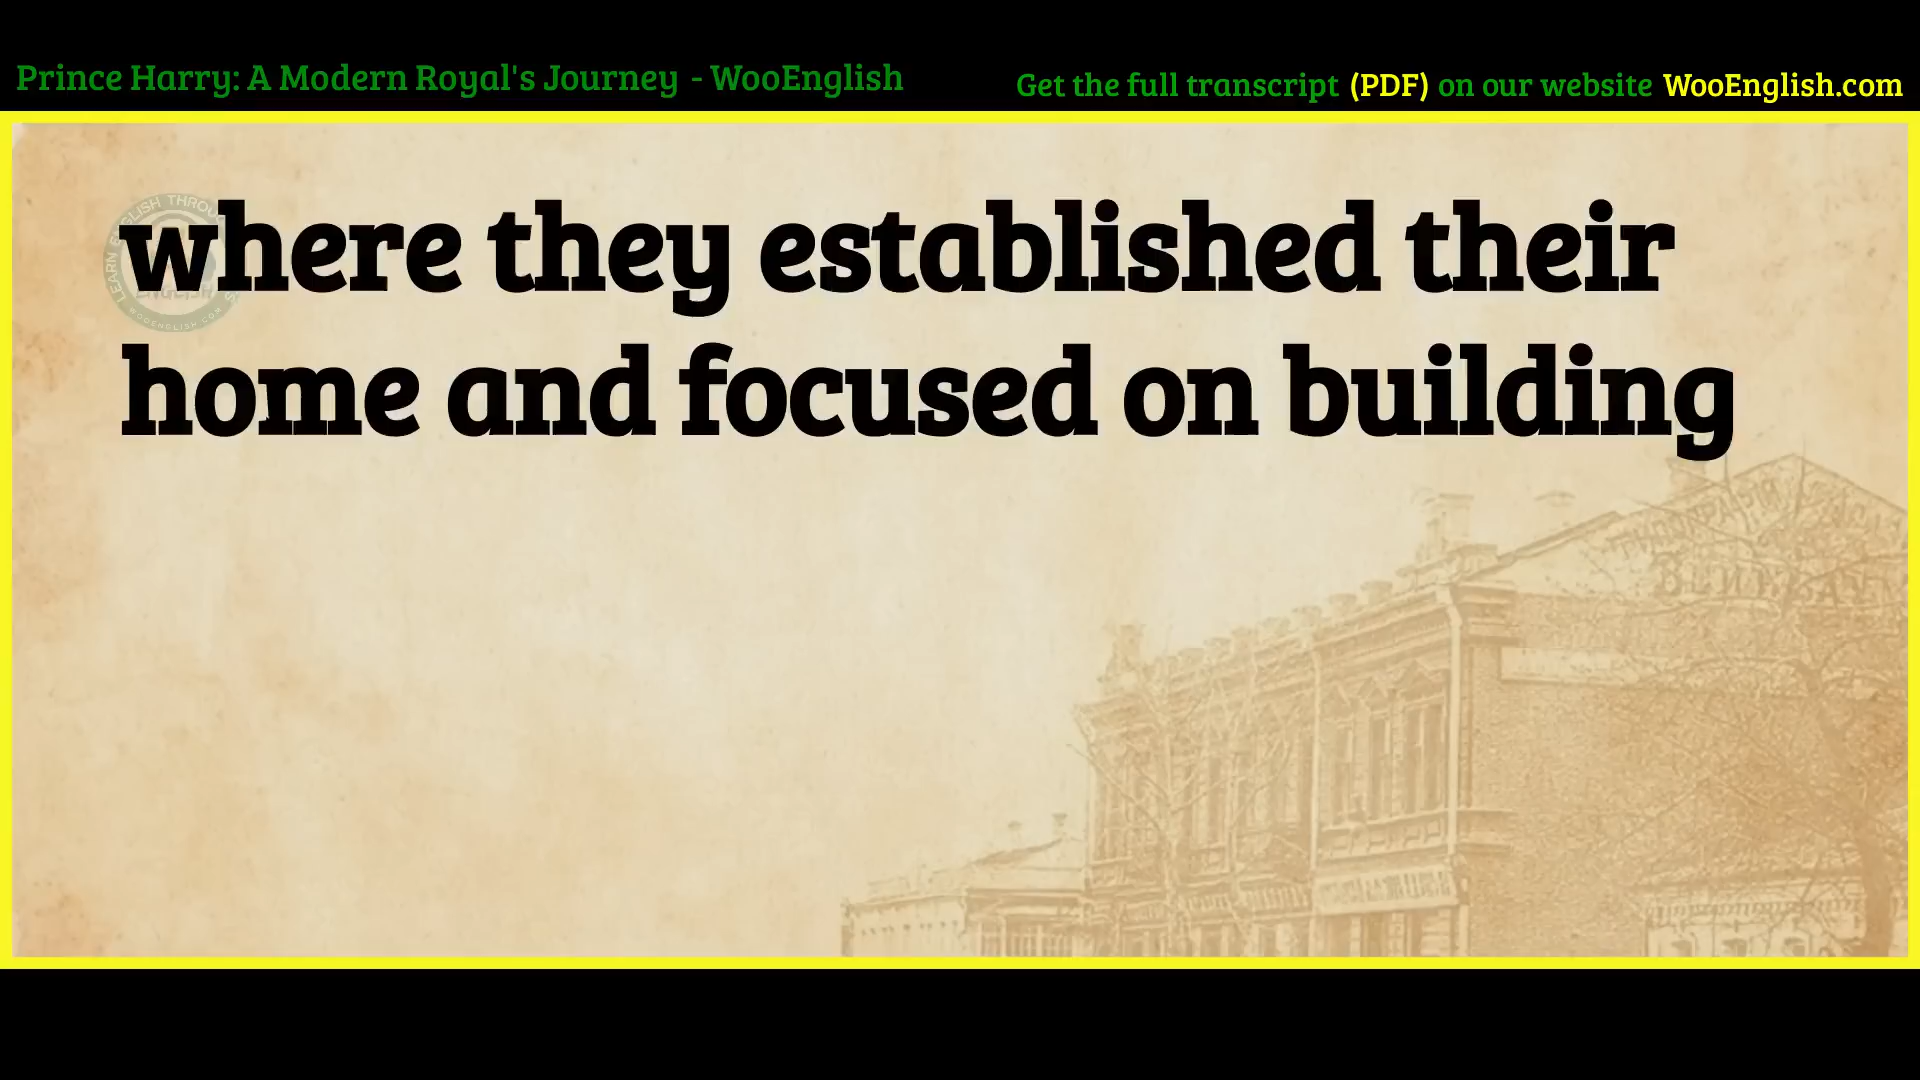 Prince Harry: A Modern Royal's Journey - WooEnglish
Get the full transcript (PDF) on our website WooEnglish.com
where they established their
home and focused on building